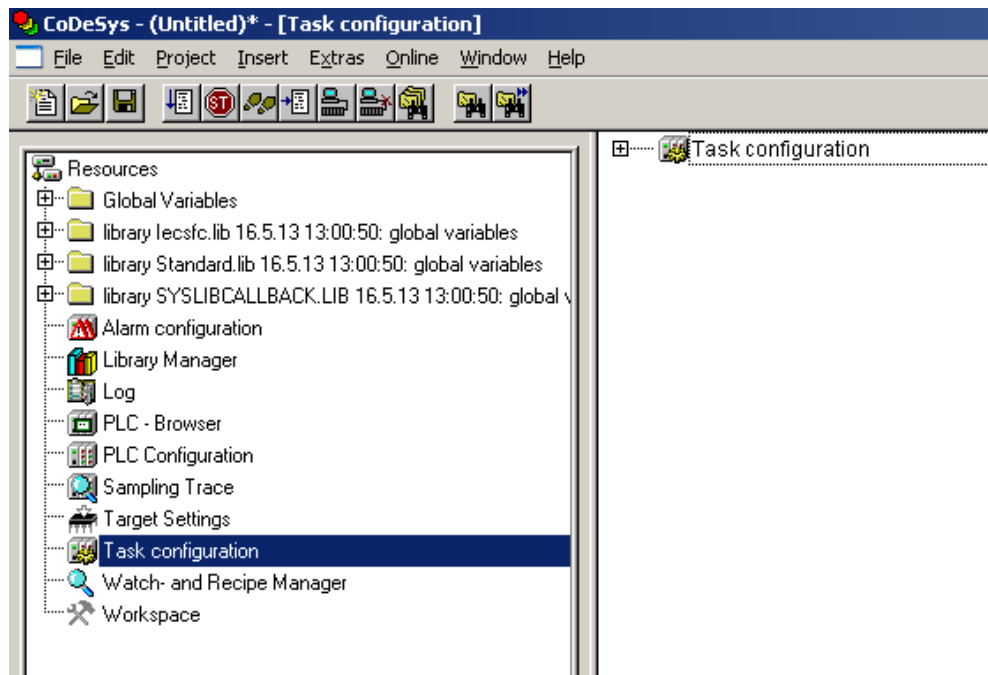 CoDeSys - (Untitled)* - [Task configuration]
File Edit Project Insert Extras Online Window Help
ST
Resources
Global Variables
library Iecsfc.lib 16.5.13 13:00:50: global variables
library Standard.lib 16.5.13 13:00:50: global variables
library SYSLIBCALLBACK.LIB 16.5.13 13:00:50: global v
Alarm configuration
Library Manager
Log
PLC - Browser
PLC Configuration
Sampling Trace
Target Settings
Task configuration
Watch- and Recipe Manager
Workspace
Task configuration